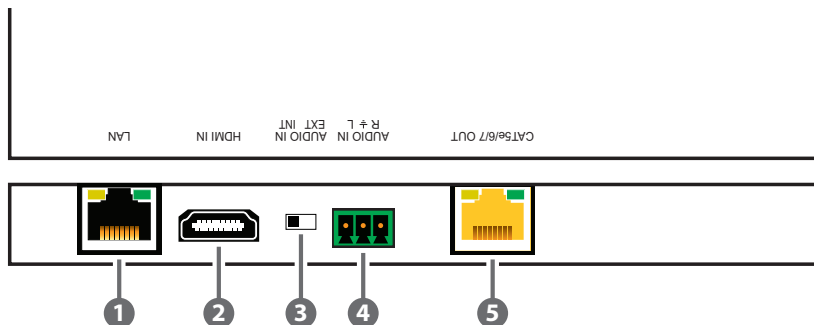 LAN
HDMI IN
AUDIO IN
EXT INT
AUDIO IN
R ÷ L
CAT5e/6/7 OUT
1
2
3
4
5